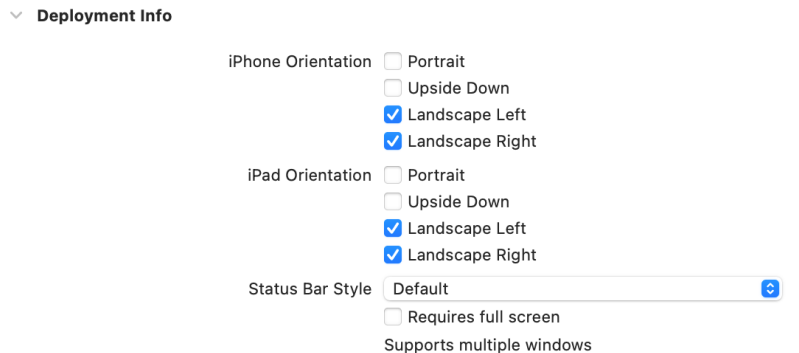 Deployment Info
iPhone Orientation Portrait
Upside Down
Landscape Left
Landscape Right
iPad Orientation Portrait
Upside Down
Landscape Left
Landscape Right
Status Bar Style Default
Requires full screen
Supports multiple windows